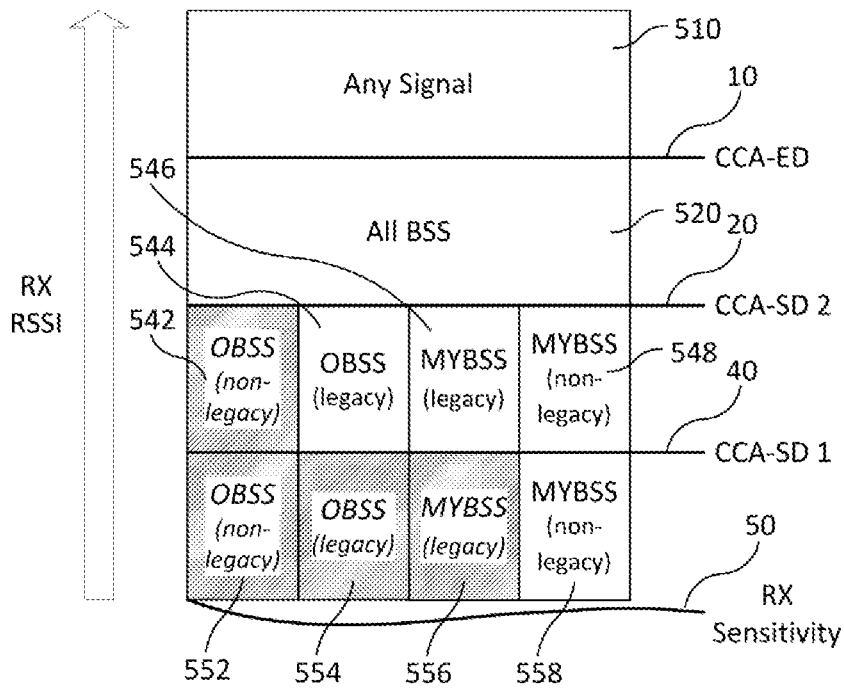 510
Any Signal
10
CCA-ED
546
All BSS
520
20
544
RX
RSSI
CCA-SD 2
542
OBSS
(non-
legacy)
OBSS
(legacy)
MYBSS
(legacy)
MYBSS
(non-
legacy)
548
40
CCA-SD 1
OBSS
(non-
legacy)
OBSS
(legacy)
MYBSS
(legacy)
MYBSS
(non-
legacy)
50
RX
Sensitivity
552
554
556
558